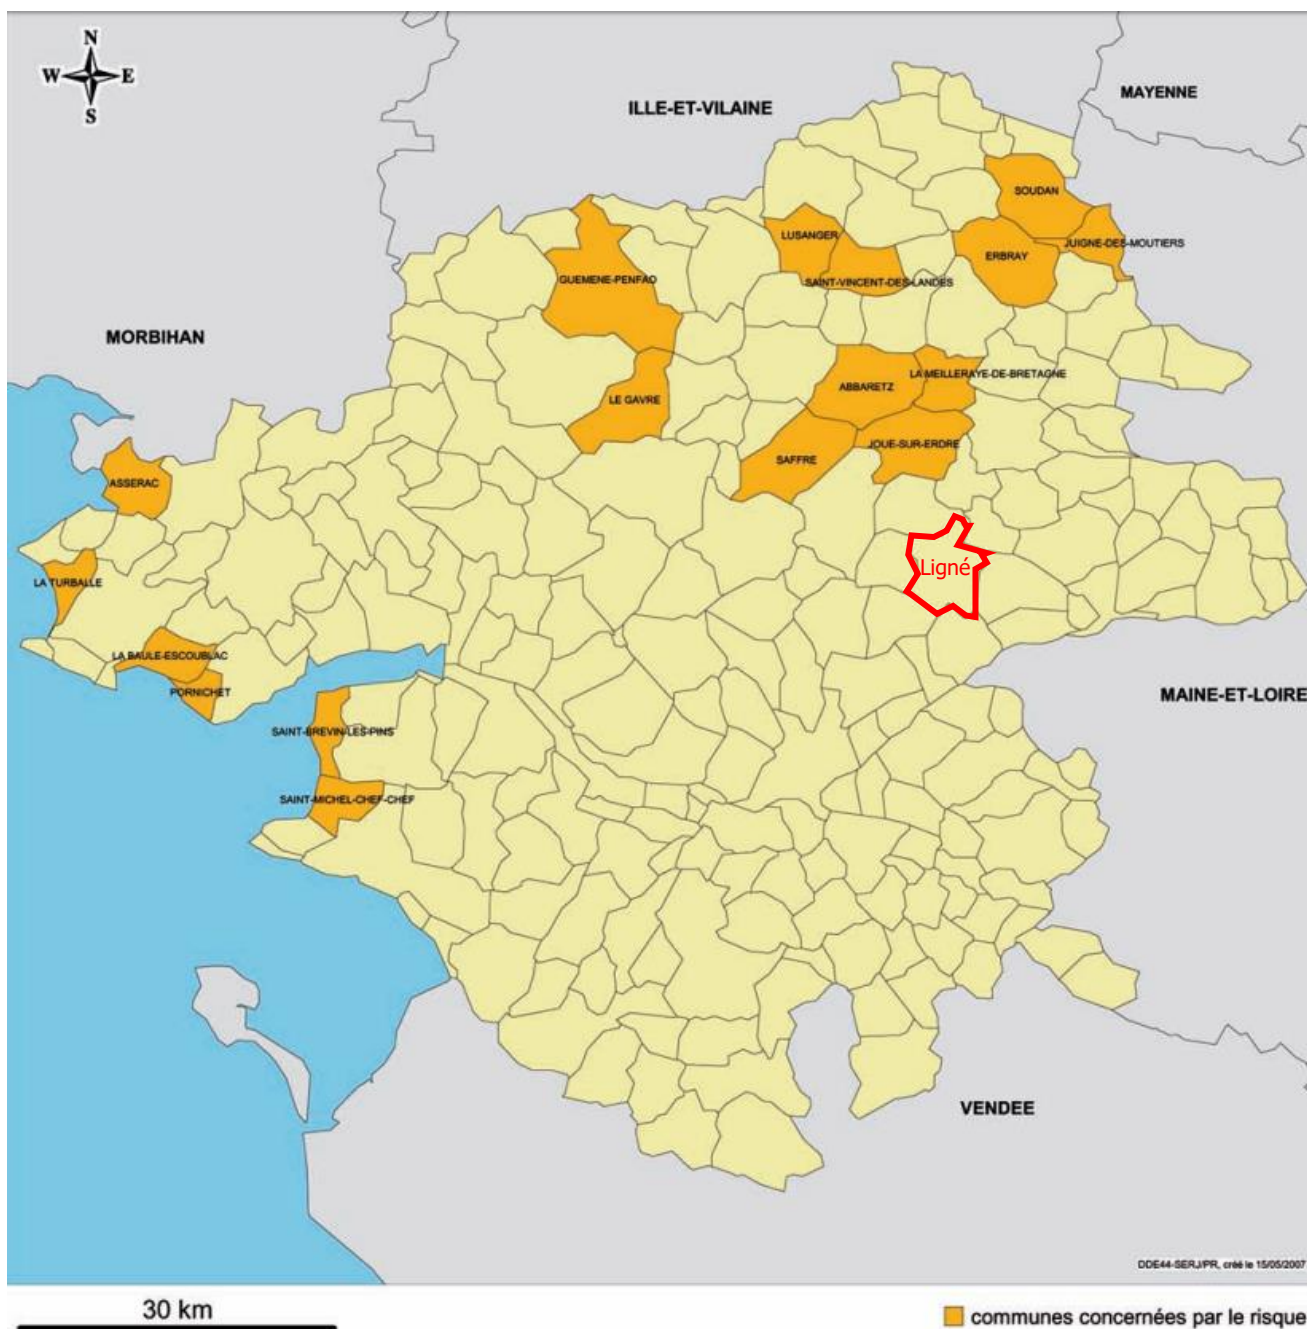 N
W E
S
MAYENNE
ILLE-ET-VILAINE
SOUDAN
LUSANGER
JUIGNE-DES-MOUTIERS
ERBRAY
GUEMENE-PENFAO
SAINT-VINCENT-DES-LANDES
MORBIHAN
LA MEILLERAYE-DE-BRETAGNE
ABBARETZ
LE GAVRE
JOUE-SUR-ERDRE
SAFFRE
ASSERAC
Ligné
LA TURBALLE
LA BAULE-ESCOUBLAC
PORNICHET
MAINE-ET-LOIRE
SAINT-BREVIN-LES-PINS
SAINT-MICHEL-CHEF-CHEF
VENDEE
DDE44-SERJ/PR, créé le 15/05/2007
30 km
communes concernées par le risque